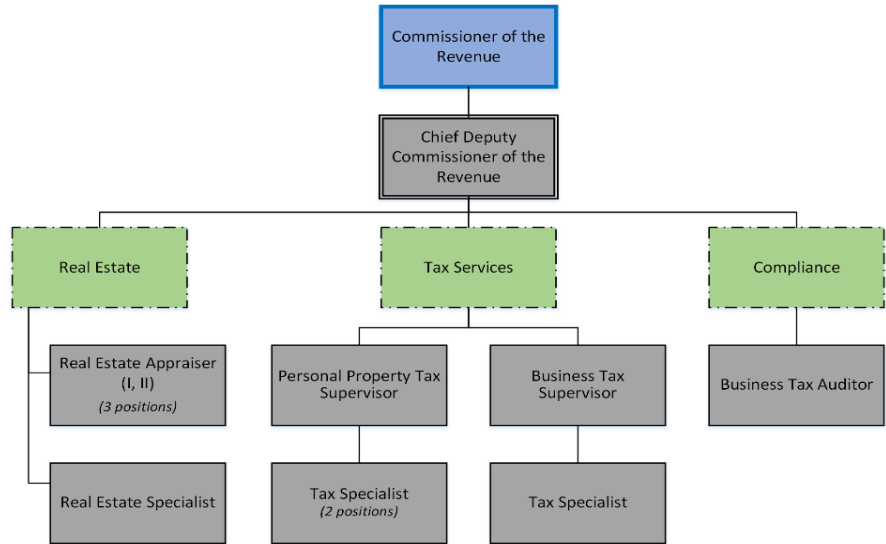 Commissioner of the
Revenue
Chief Deputy
Commissioner of the
Revenue
Real Estate
Tax Services
Compliance
Real Estate Appraiser
(I, II)
(3 positions)
Personal Property Tax
Supervisor
Business Tax
Supervisor
Business Tax Auditor
Real Estate Specialist
Tax Specialist
(2 positions)
Tax Specialist